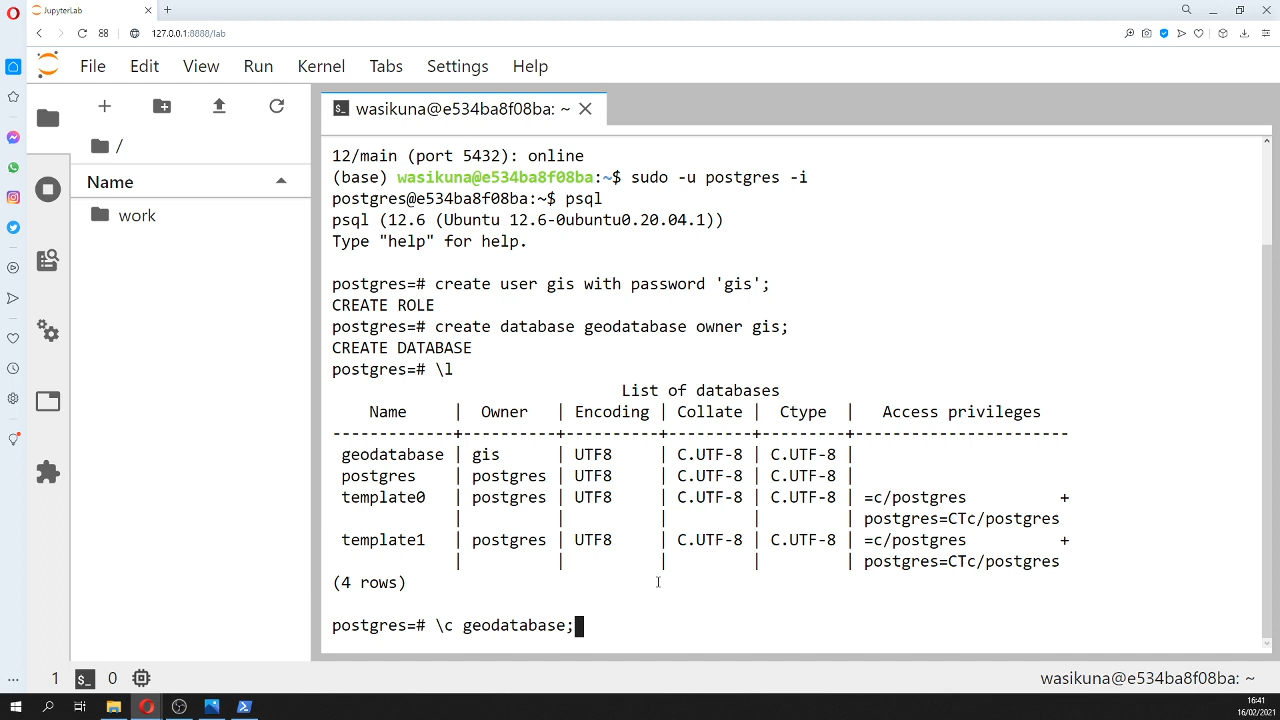 JupyterLab
127.0.0.1:8888/lab
File Edit View Run Kernel Tabs Settings Help
wasikuna@e534ba8f08ba: ~
/
Name
work
12/main (port 5432): online
(base) wasikuna@e534ba8f08ba:~$ sudo -u postgres -i
postgres@e534ba8f08ba:~$ psql
psql (12.6 (Ubuntu 12.6-0ubuntu0.20.04.1))
Type "help" for help.
postgres=# create user gis with password 'gis';
CREATE ROLE
postgres=# create database geodatabase owner gis;
CREATE DATABASE
postgres=# \l
List of databases
Name | Owner | Encoding | Collate | Ctype | Access privileges
-------------+----------+----------+---------+---------+-----------------------
geodatabase | gis | UTF8 | C.UTF-8 | C.UTF-8 |
postgres | postgres | UTF8 | C.UTF-8 | C.UTF-8 |
template0 | postgres | UTF8 | C.UTF-8 | C.UTF-8 | =c/postgres +
| | | | | postgres=CTc/postgres
template1 | postgres | UTF8 | C.UTF-8 | C.UTF-8 | =c/postgres +
| | | | | postgres=CTc/postgres
(4 rows)
postgres=# \c geodatabase;
1 $_ 0
wasikuna@e534ba8f08ba: ~
16:41
16/02/2021